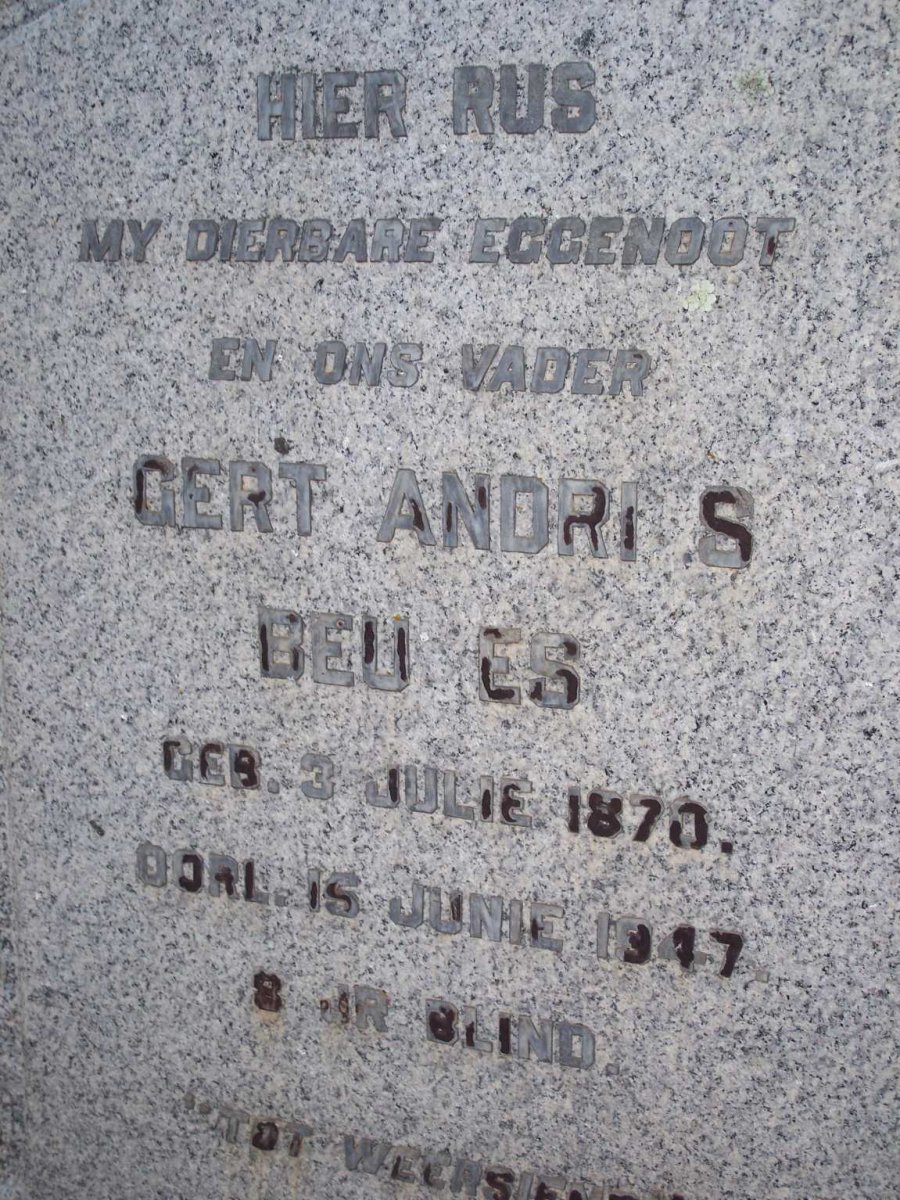 HIER RUS
MY DIERBARE EGGENOOT
EN ONS VADER
GERT ANDRI S
BEU ES
GEB. 3 JULIE 1870.
OORL. 15 JUNIE 1947.
8 BLIND.
"TOT WEERSIENS